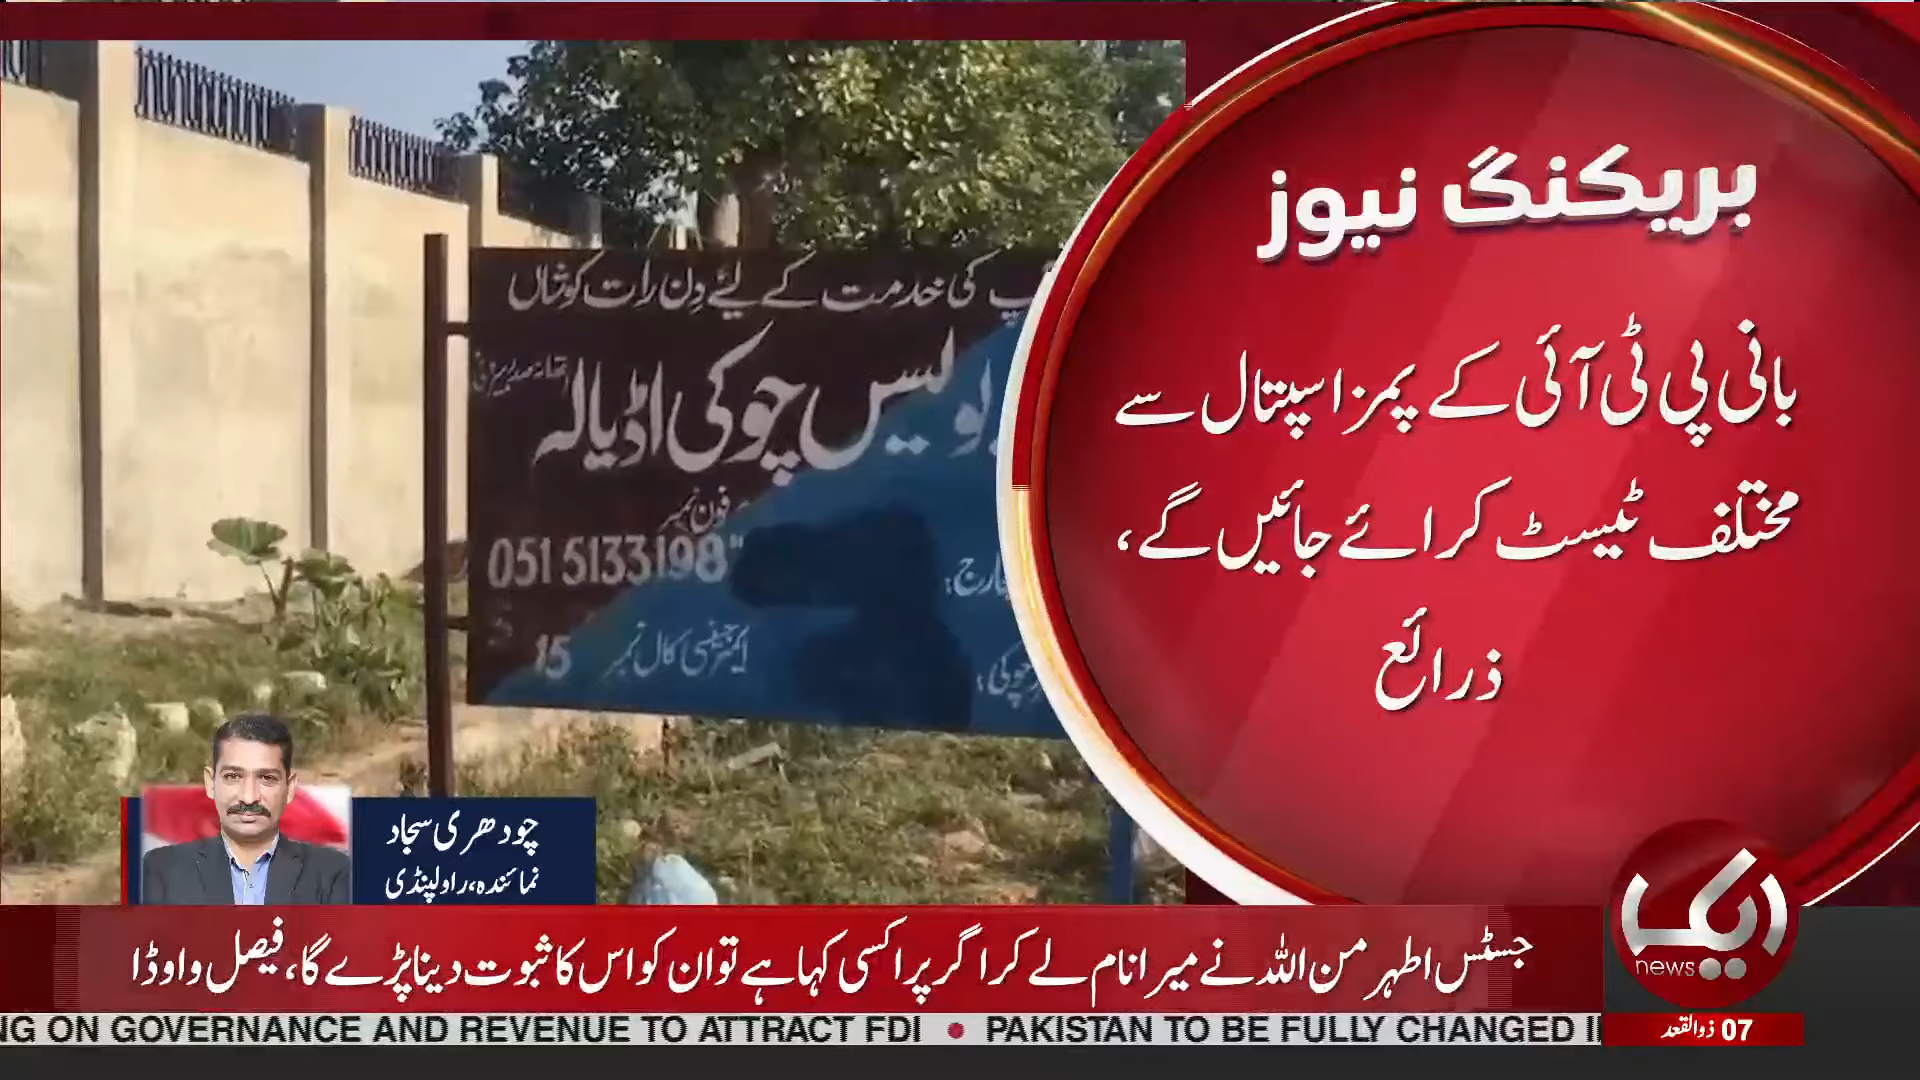 بریکنگ نیوز
بانی پی ٹی آئی کے پمز اسپتال سے
مختلف ٹیسٹ کرائے جائیں گے،
ذرائع
کی خدمت کے لئے دن رات کوشاں
پولیس چوکی اڈیالہ
فون نمبر
051 5133198
ایمرجنسی کال نمبر 15
چودھری سجاد
نمائندہ، راولپنڈی
جسٹس اطہر من اللہ نے میرا نام لے کر اگر پراکسی کہا ہے تو ان کو اس کا ثبوت دینا پڑے گا، فیصل واوڈا
ایک
news
NG ON GOVERNANCE AND REVENUE TO ATTRACT FDI • PAKISTAN TO BE FULLY CHANGED I
07 ذوالقعد